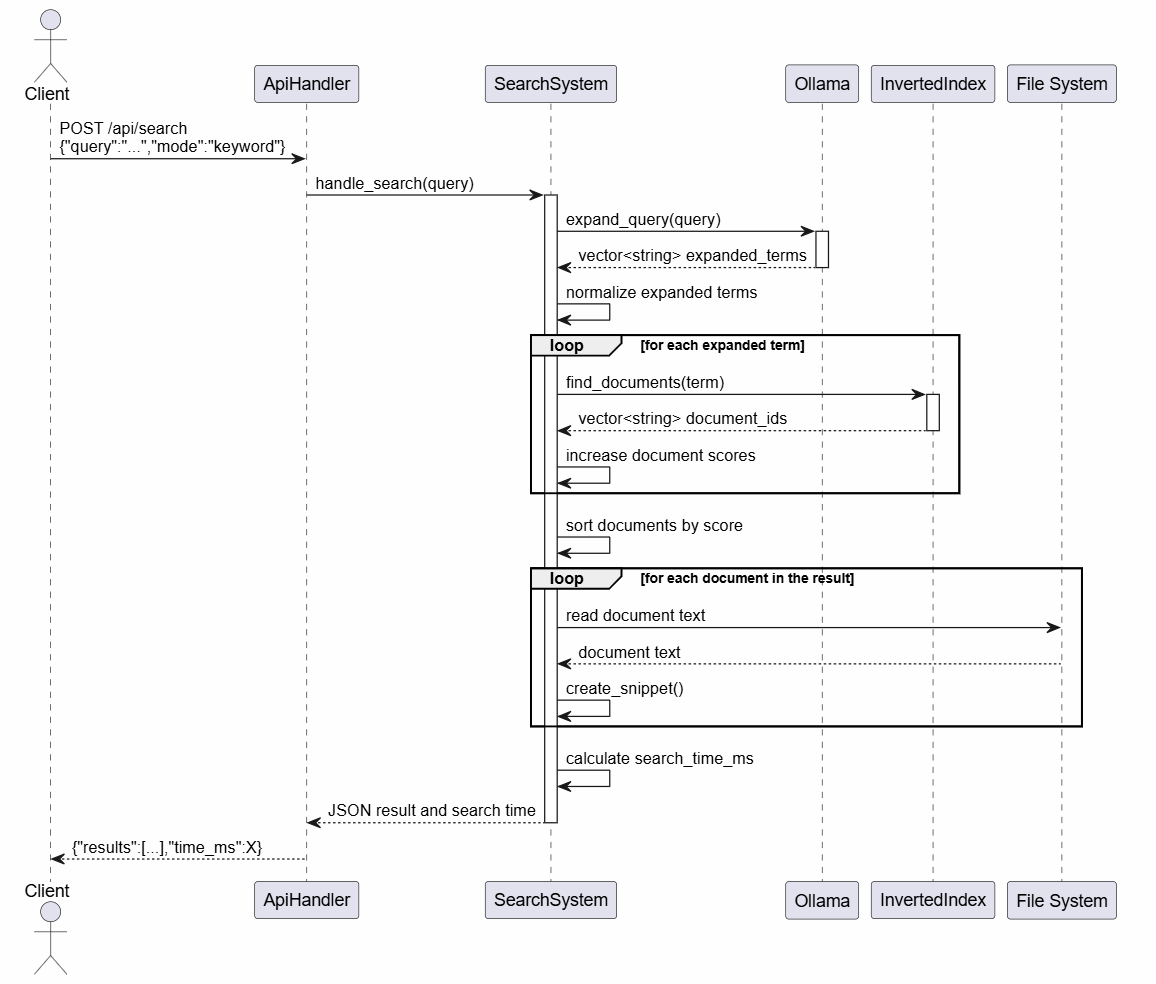 Client
ApiHandler
SearchSystem
Ollama
InvertedIndex
File System
POST /api/search
{"query":"...","mode":"keyword"}
handle_search(query)
expand_query(query)
vector<string> expanded_terms
normalize expanded terms
loop
[for each expanded term]
find_documents(term)
vector<string> document_ids
increase document scores
sort documents by score
loop
[for each document in the result]
read document text
document text
create_snippet()
calculate search_time_ms
JSON result and search time
{"results":[...],"time_ms":X}
Client
ApiHandler
SearchSystem
Ollama
InvertedIndex
File System